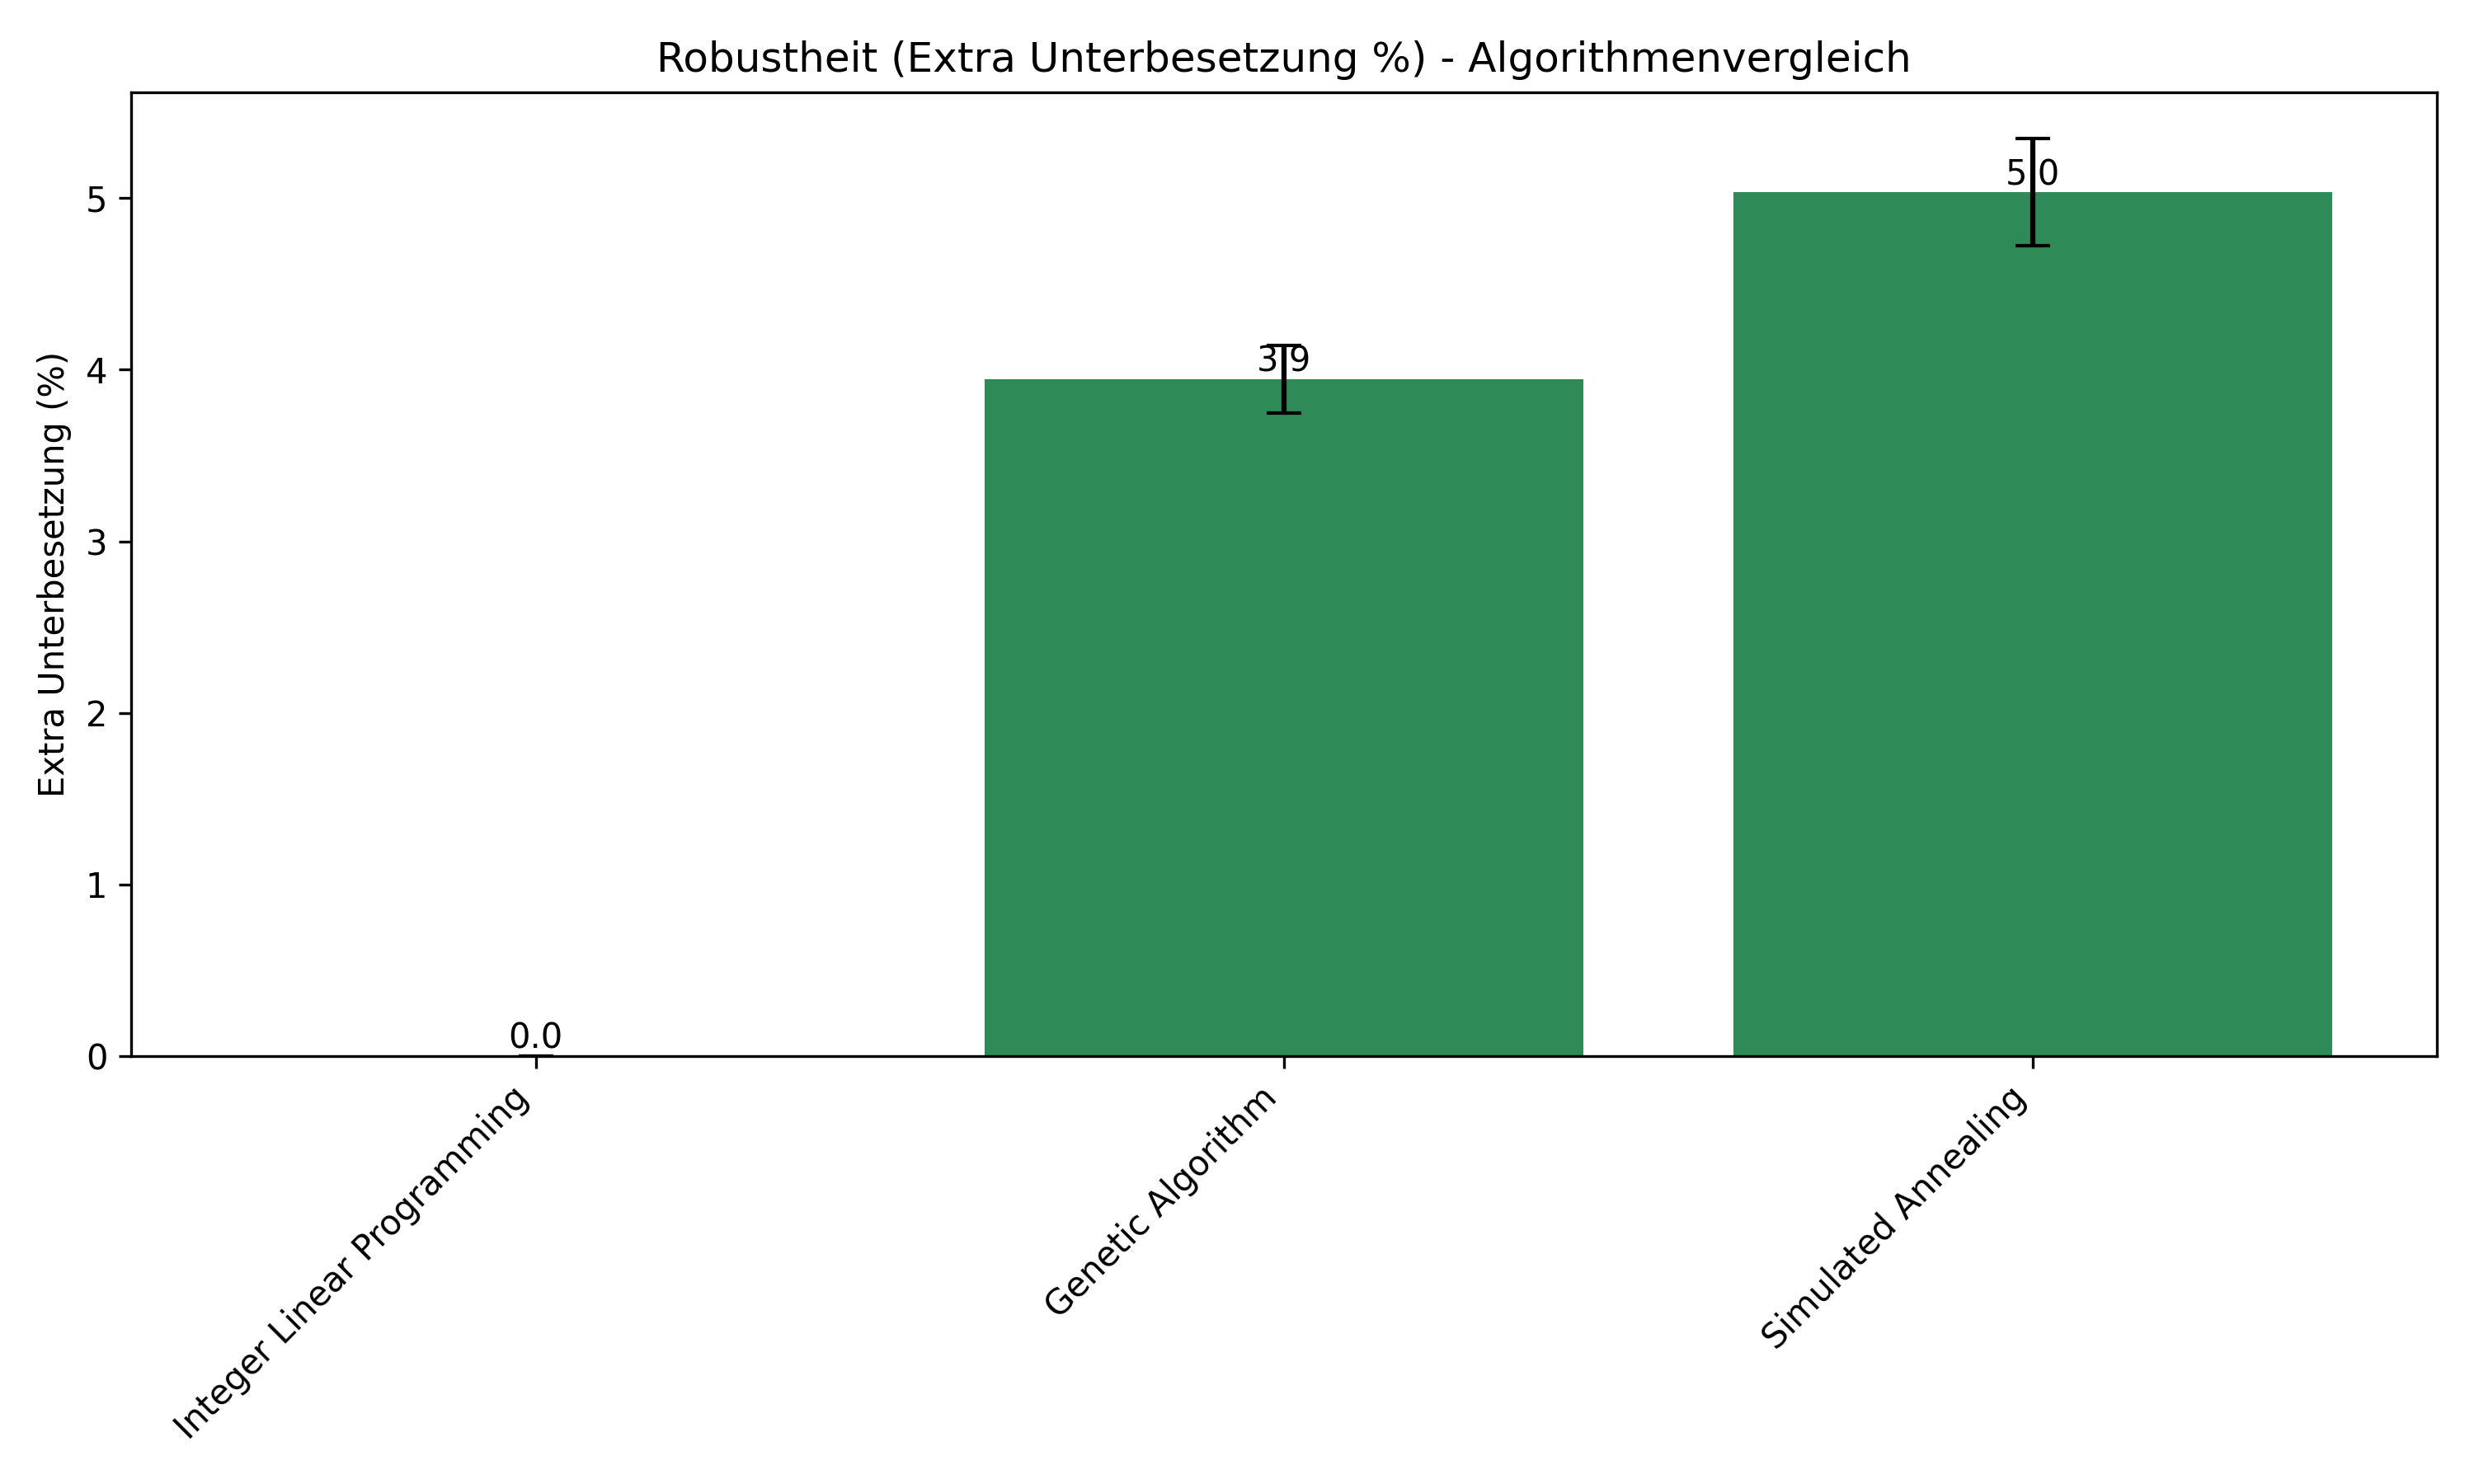 Robustheit (Extra Unterbesetzung %) - Algorithmenvergleich
Extra Unterbesetzung (%)
5
4
3
2
1
0
0.0
3.9
5.0
Integer Linear Programming
Genetic Algorithm
Simulated Annealing